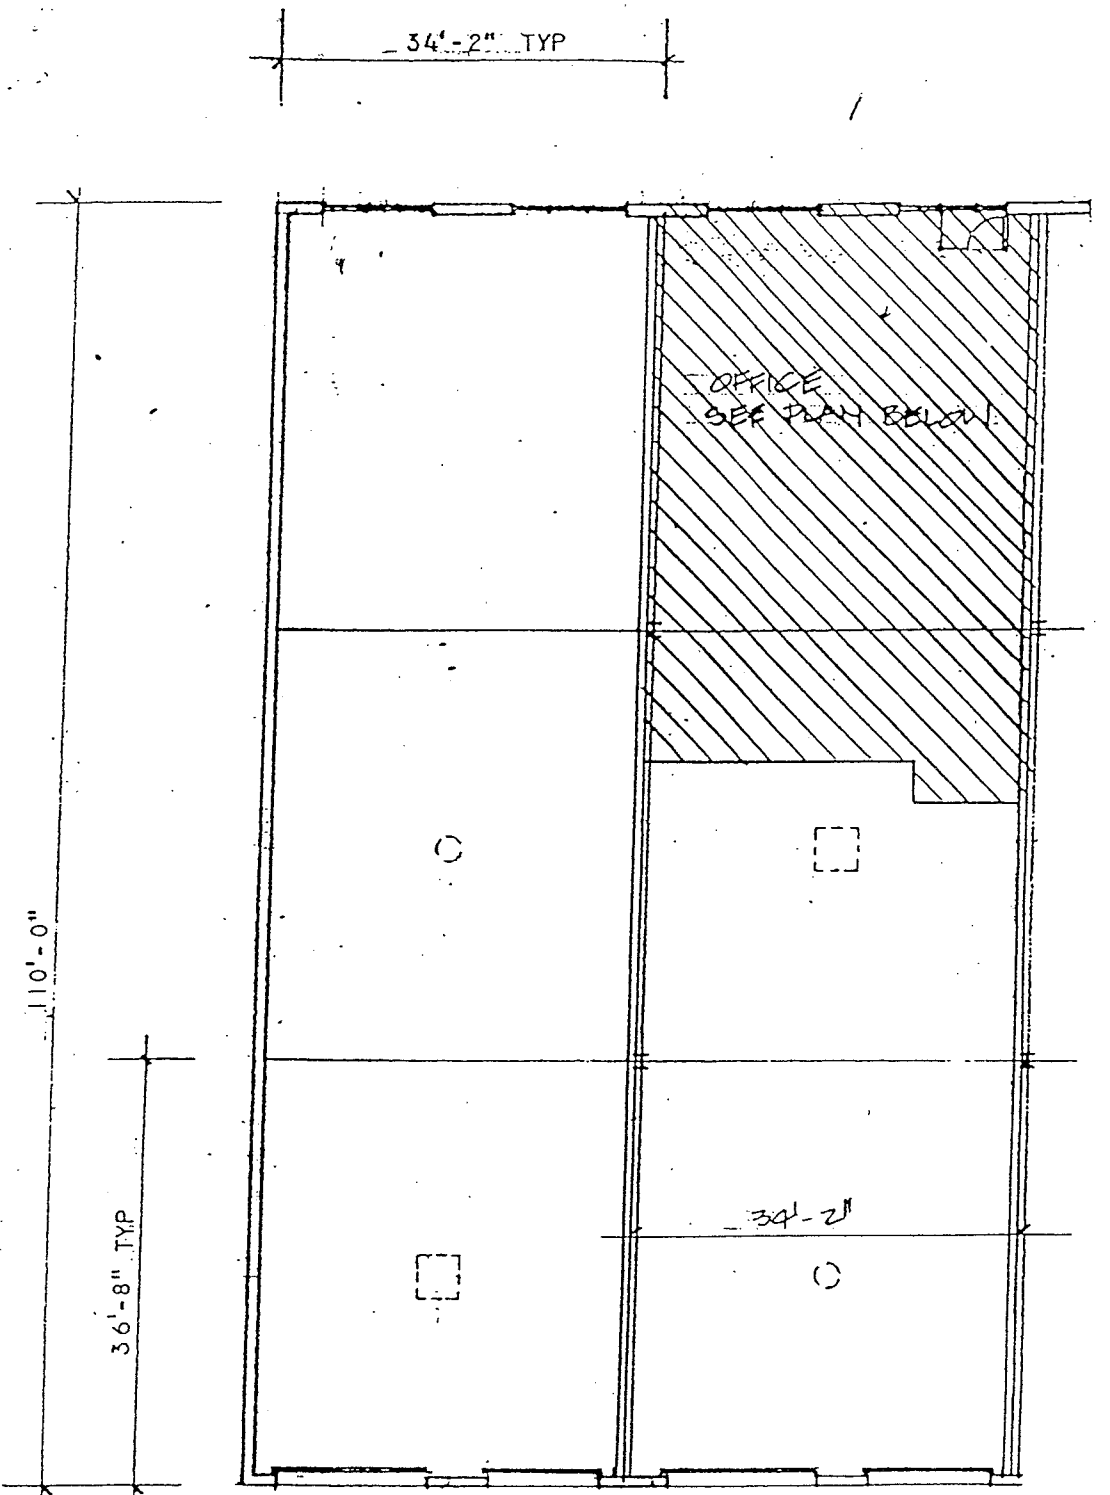 34'-2" TYP
OFFICE
SEE PLAN BELOW
110'-0"
36'-8" TYP
34'-2"